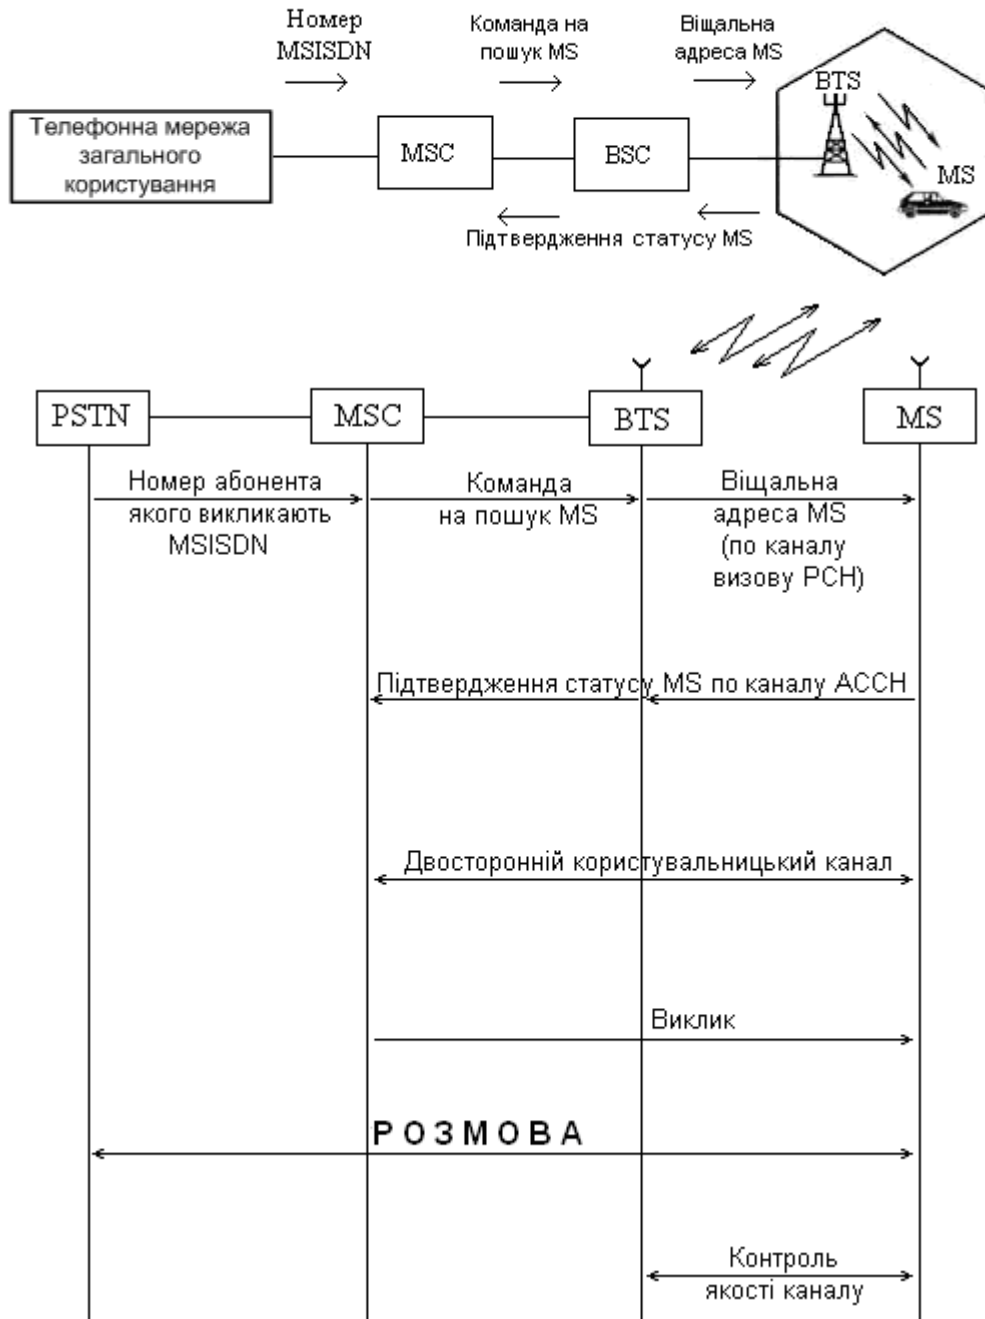 Номер
MSISDN
Команда на
пошук MS
Віщальна
адреса MS
BTS
MS
Телефонна мережа
загального
користування
MSC
BSC
Підтвердження статусу MS
PSTN
MSC
BTS
MS
Номер абонента
якого викликають
MSISDN
Команда
на пошук MS
Віщальна
адреса MS
(по каналу
визову PCH)
Підтвердження статусу MS по каналу ACCH
Двосторонній користувальницький канал
Виклик
РОЗМОВА
Контроль
якості каналу